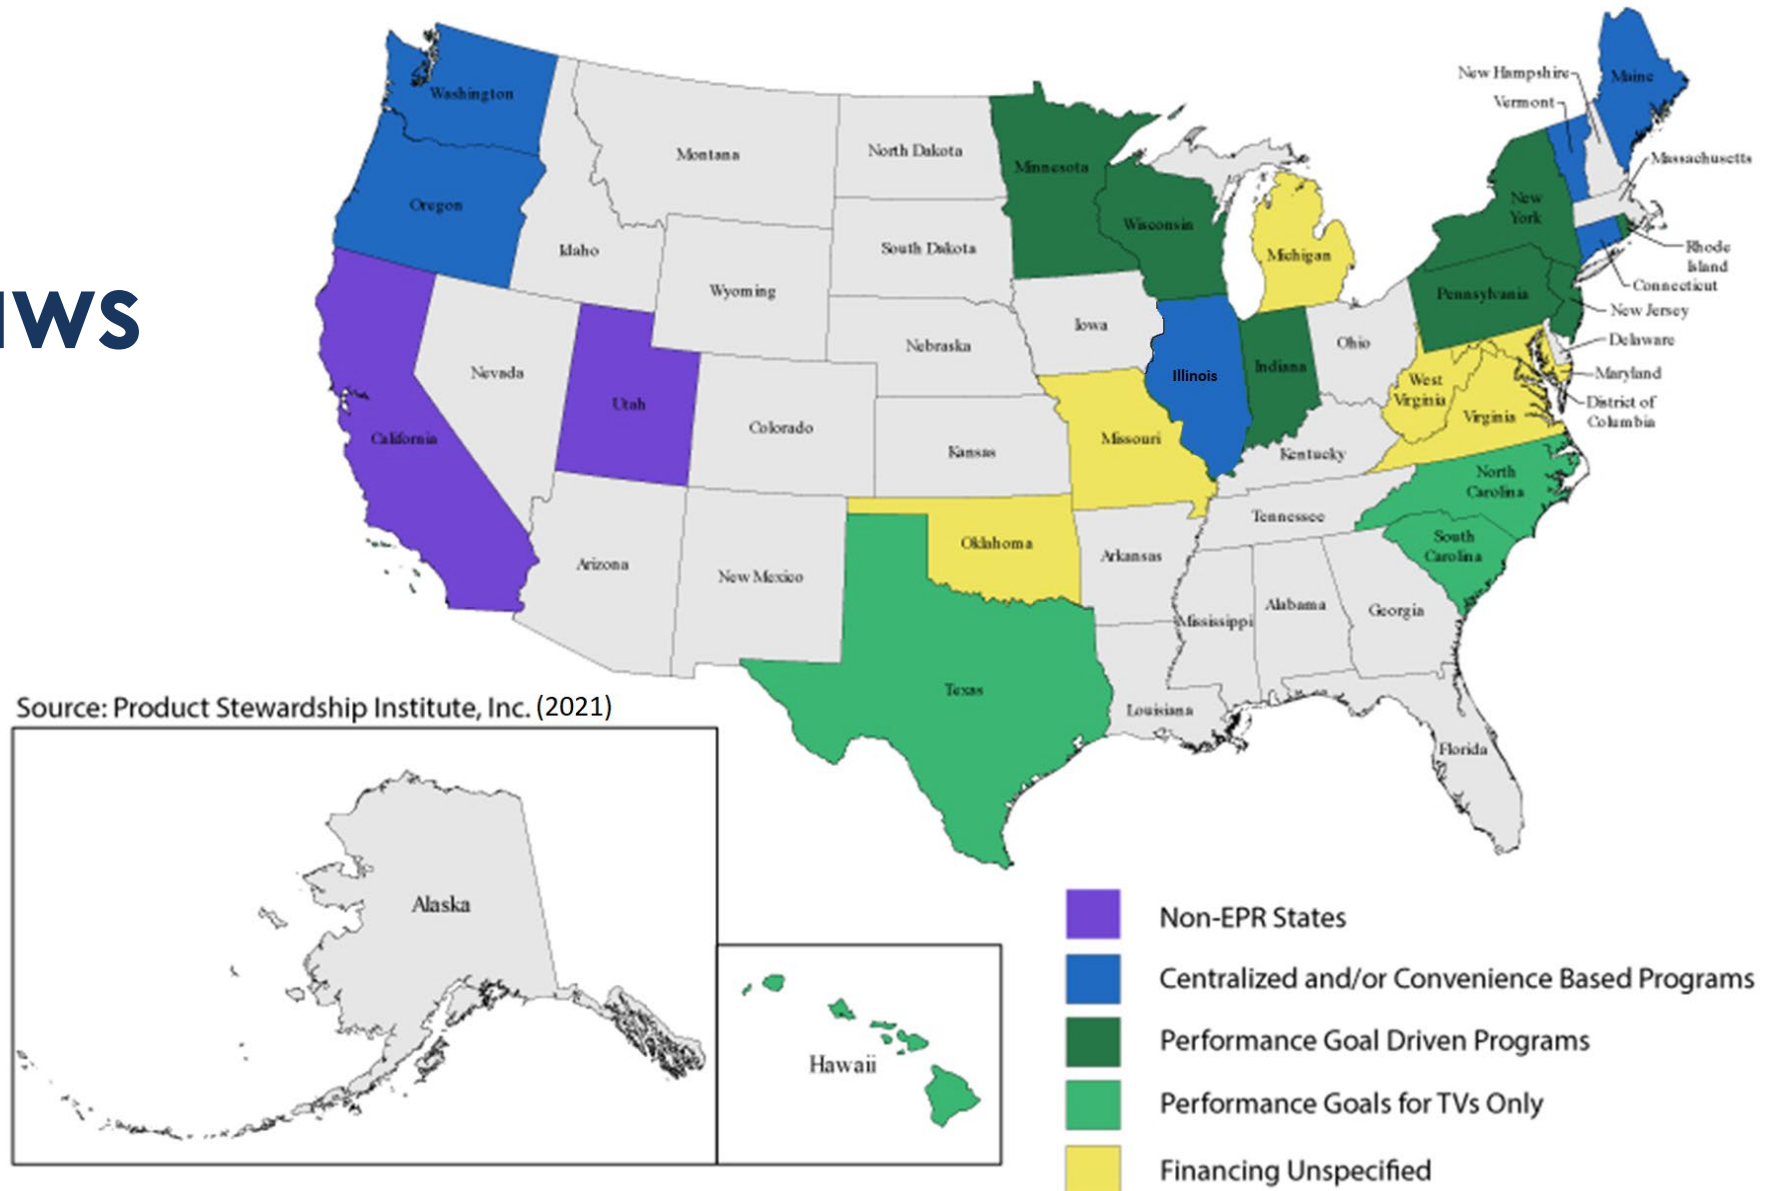 ws
Washington
Oregon
California
Nevada
Idaho
Montana
Wyoming
Utah
Arizona
Colorado
New Mexico
North Dakota
South Dakota
Nebraska
Kansas
Oklahoma
Texas
Minnesota
Iowa
Missouri
Arkansas
Louisiana
Wisconsin
Illinois
Michigan
Indiana
Ohio
Kentucky
Tennessee
Mississippi
Alabama
Georgia
Florida
South
Carolina
North
Carolina
Virginia
West
Virginia
Pennsylvania
New
York
New Hampshire
Vermont
Maine
Massachusetts
Rhode
Island
Connecticut
New Jersey
Delaware
Maryland
District of
Columbia
Source: Product Stewardship Institute, Inc. (2021)
Alaska
Hawaii
Non-EPR States
Centralized and/or Convenience Based Programs
Performance Goal Driven Programs
Performance Goals for TVs Only
Financing Unspecified